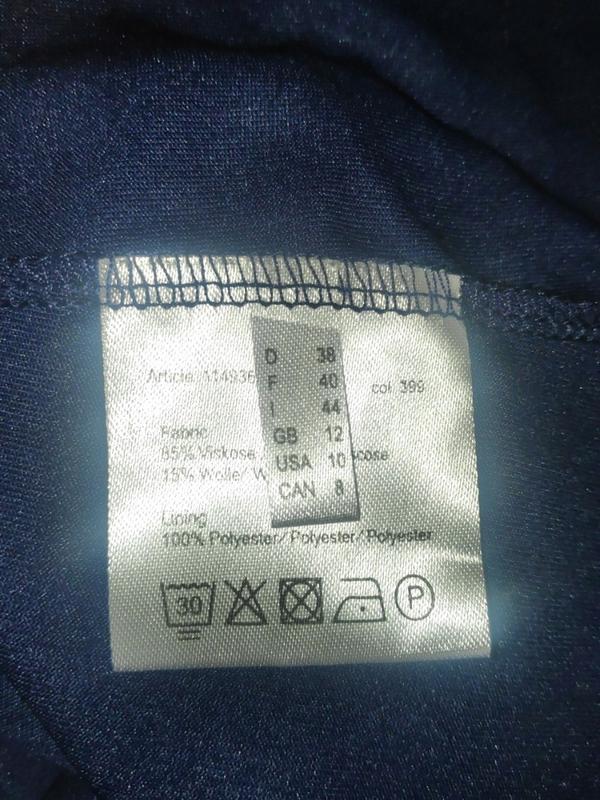 D 38
Article 114936 F 40 col 399
I 44
Fabric GB 12
85% Viskose USA 10
15% Wolle/ CAN 8
Lining
100% Polyester/ Polyester/ Polyester
30 P